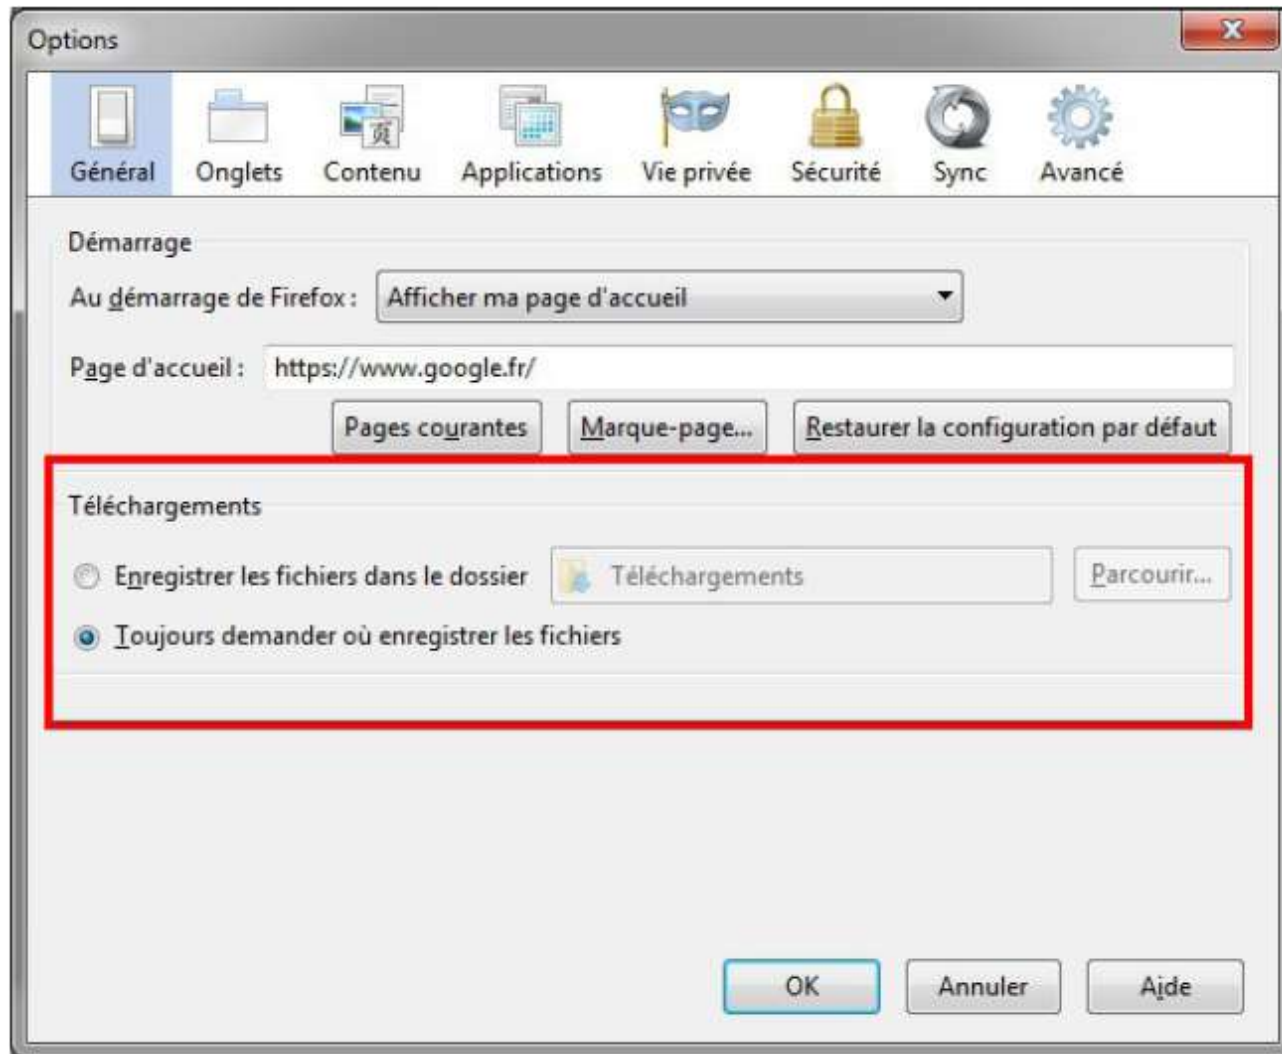 Options
Général Onglets Contenu Applications Vie privée Sécurité Sync Avancé
Démarrage
Au démarrage de Firefox : Afficher ma page d'accueil
Page d'accueil : https://www.google.fr/
Pages courantes Marque-page... Restaurer la configuration par défaut
Téléchargements
Enregistrer les fichiers dans le dossier Téléchargements Parcourir...
Toujours demander où enregistrer les fichiers
OK Annuler Aide